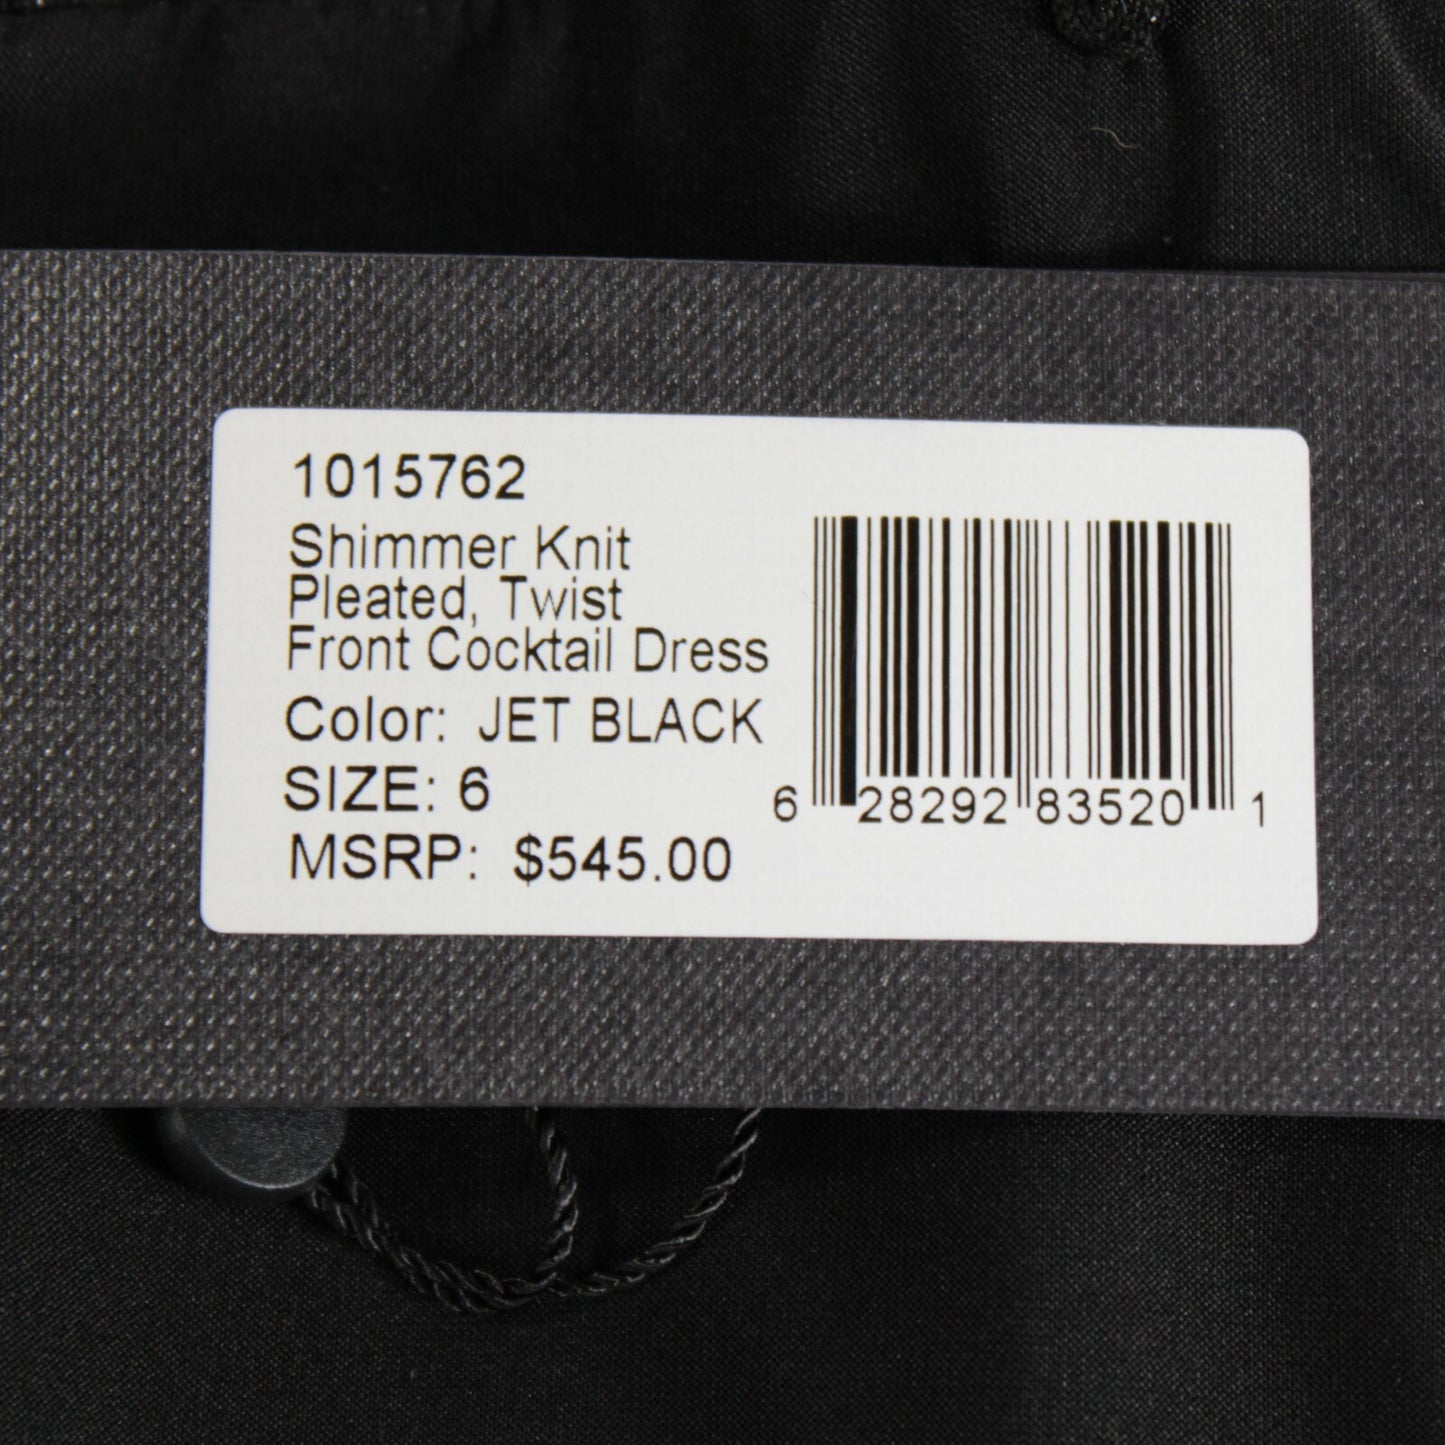 1015762
Shimmer Knit
Pleated, Twist
Front Cocktail Dress
Color: JET BLACK
SIZE: 6
MSRP: $545.00
6 28292 83520 1